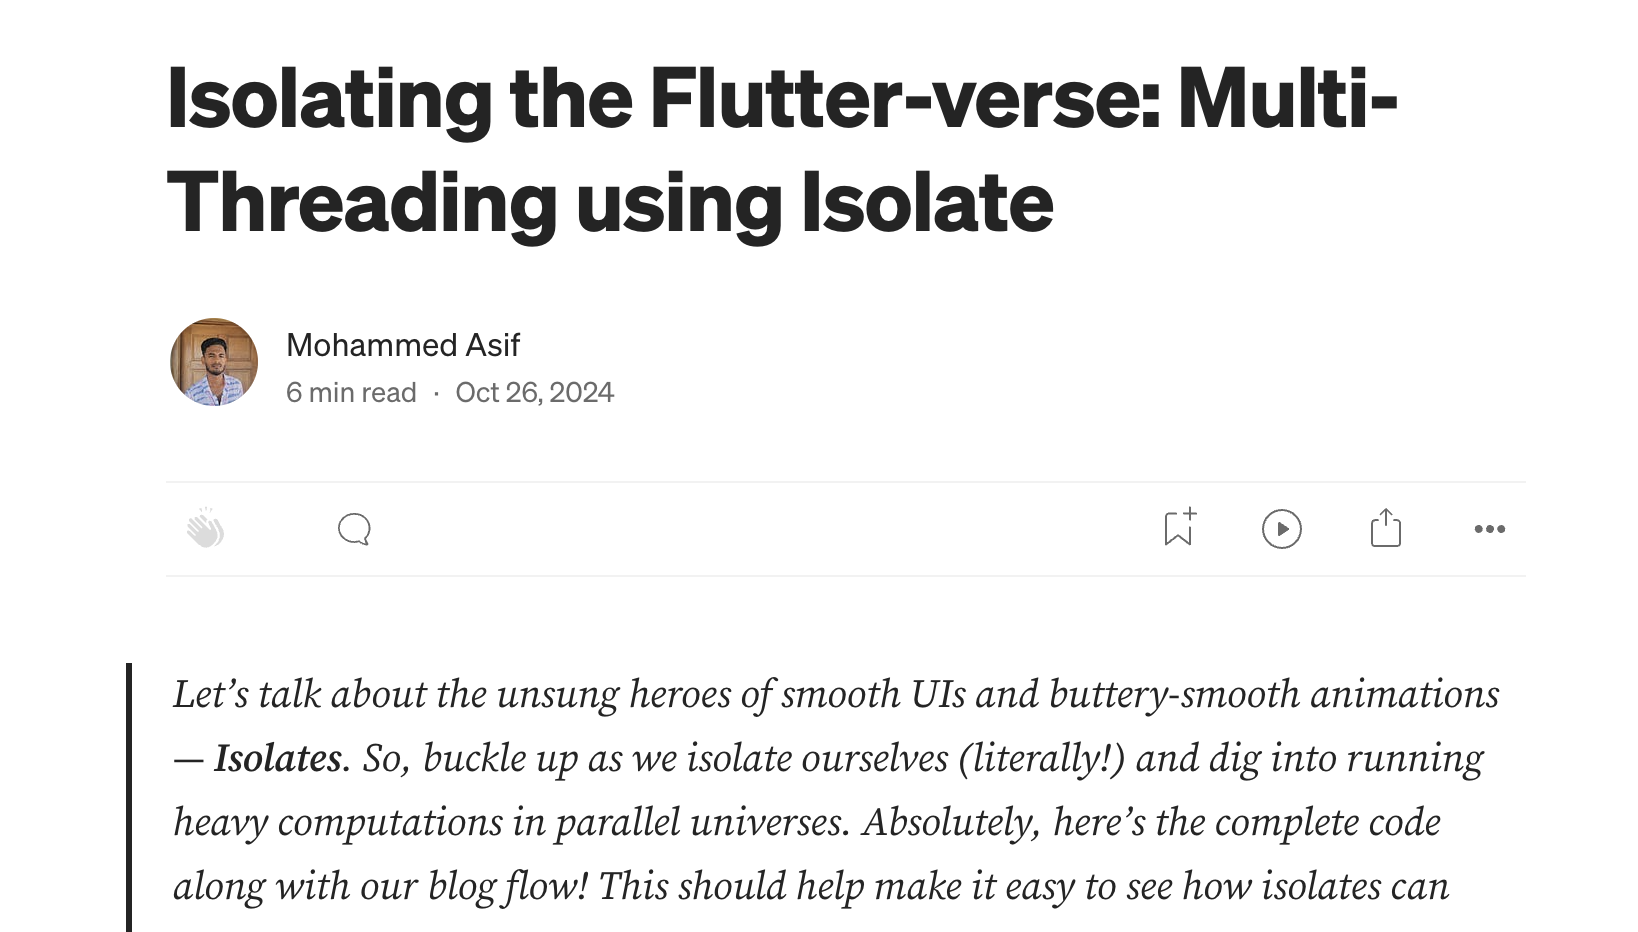 Isolating the Flutter-verse: Multi-
Threading using Isolate
Mohammed Asif
6 min read · Oct 26, 2024
Let’s talk about the unsung heroes of smooth UIs and buttery-smooth animations
— Isolates. So, buckle up as we isolate ourselves (literally!) and dig into running
heavy computations in parallel universes. Absolutely, here’s the complete code
along with our blog flow! This should help make it easy to see how isolates can